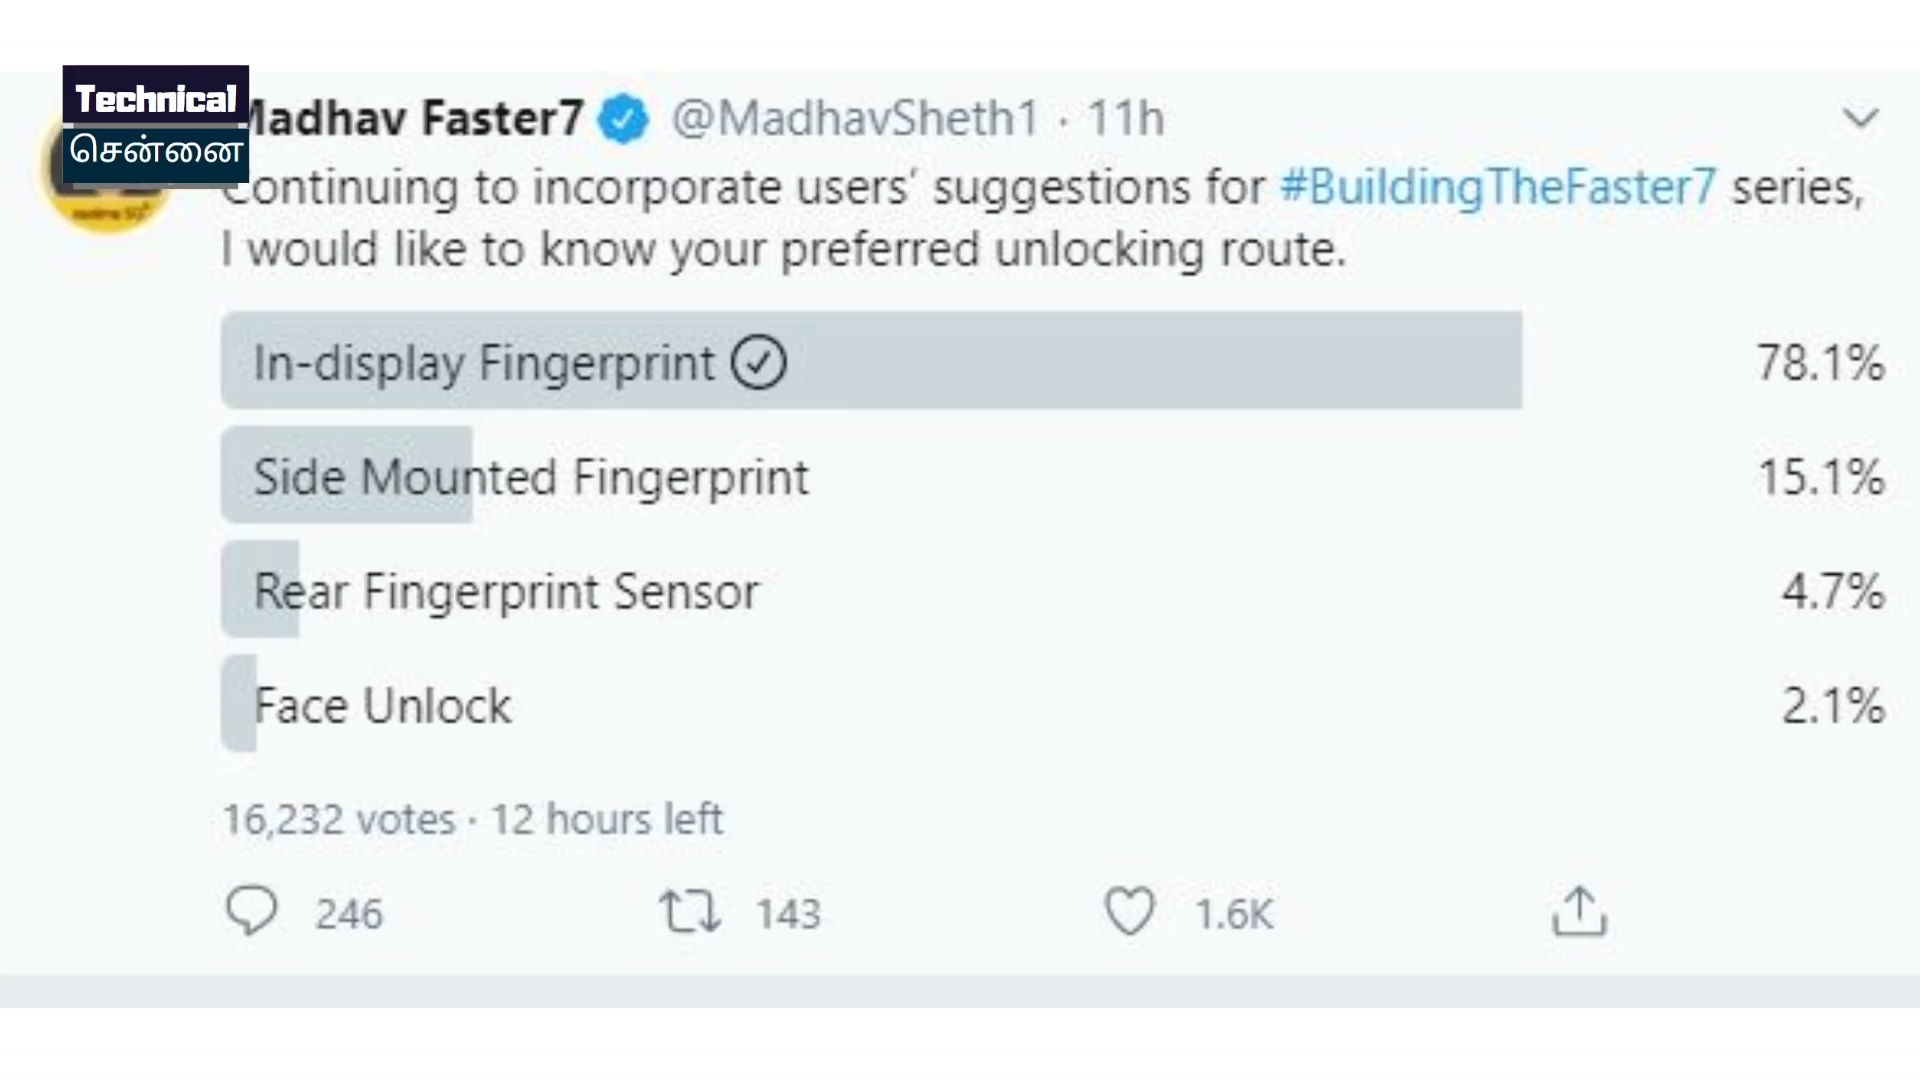 Technical
சென்னை
Madhav Faster7 @MadhavSheth1 · 11h
Continuing to incorporate users' suggestions for #BuildingTheFaster7 series,
I would like to know your preferred unlocking route.
In-display Fingerprint
78.1%
Side Mounted Fingerprint
15.1%
Rear Fingerprint Sensor
4.7%
Face Unlock
2.1%
16,232 votes · 12 hours left
246
143
1.6K